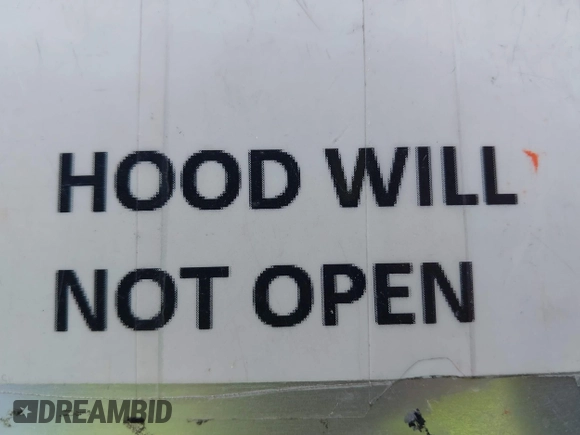 HOOD WILL
NOT OPEN
DREAMBID